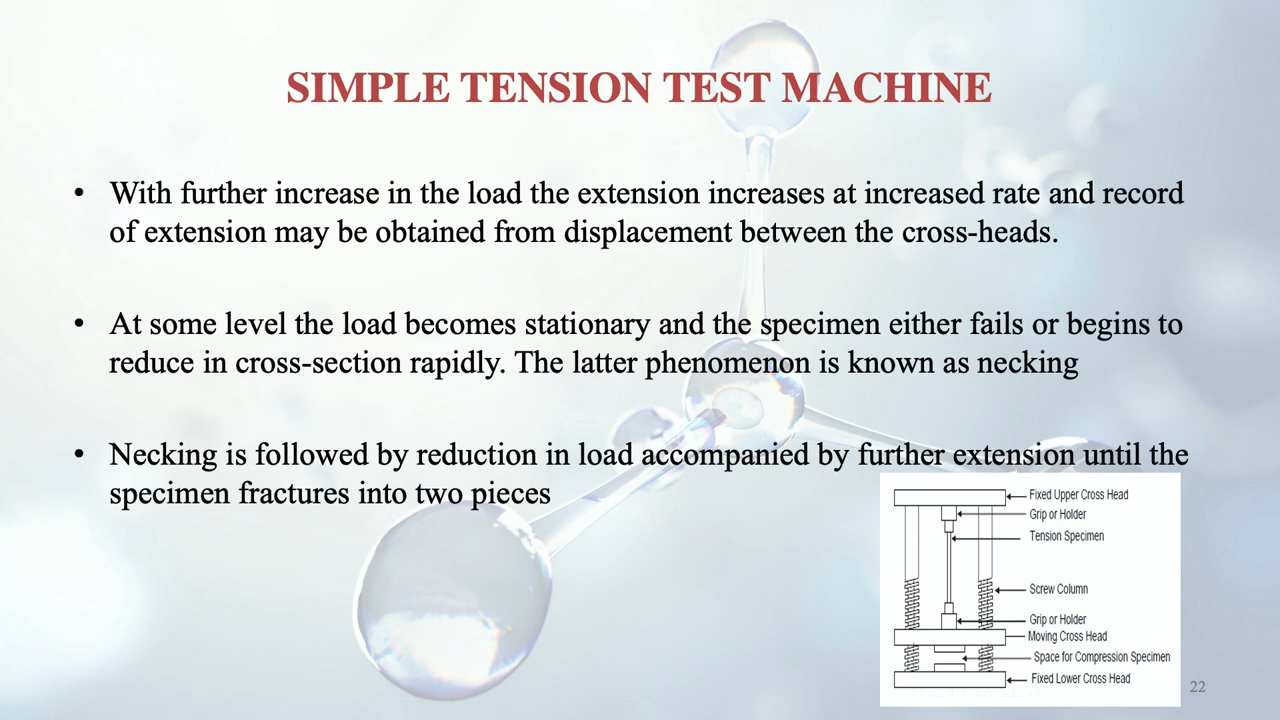 SIMPLE TENSION TEST MACHINE
• With further increase in the load the extension increases at increased rate and record
of extension may be obtained from displacement between the cross-heads.
• At some level the load becomes stationary and the specimen either fails or begins to
reduce in cross-section rapidly. The latter phenomenon is known as necking
• Necking is followed by reduction in load accompanied by further extension until the
specimen fractures into two pieces
Fixed Upper Cross Head
Grip or Holder
Tension Specimen
Screw Column
Grip or Holder
Moving Cross Head
Space for Compression Specimen
Fixed Lower Cross Head
22